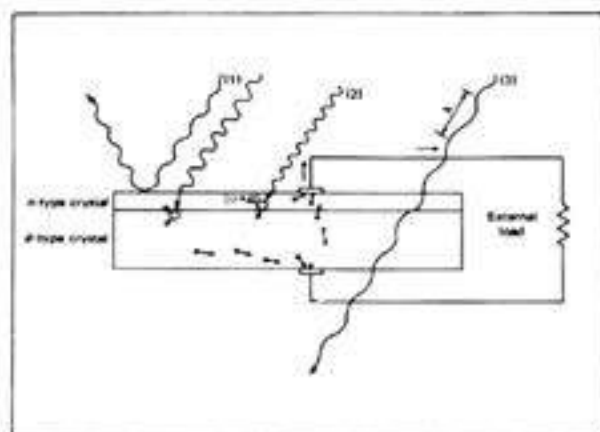 (1)
(2)
(3)
λ
n-type crystal
p-type crystal
External
load